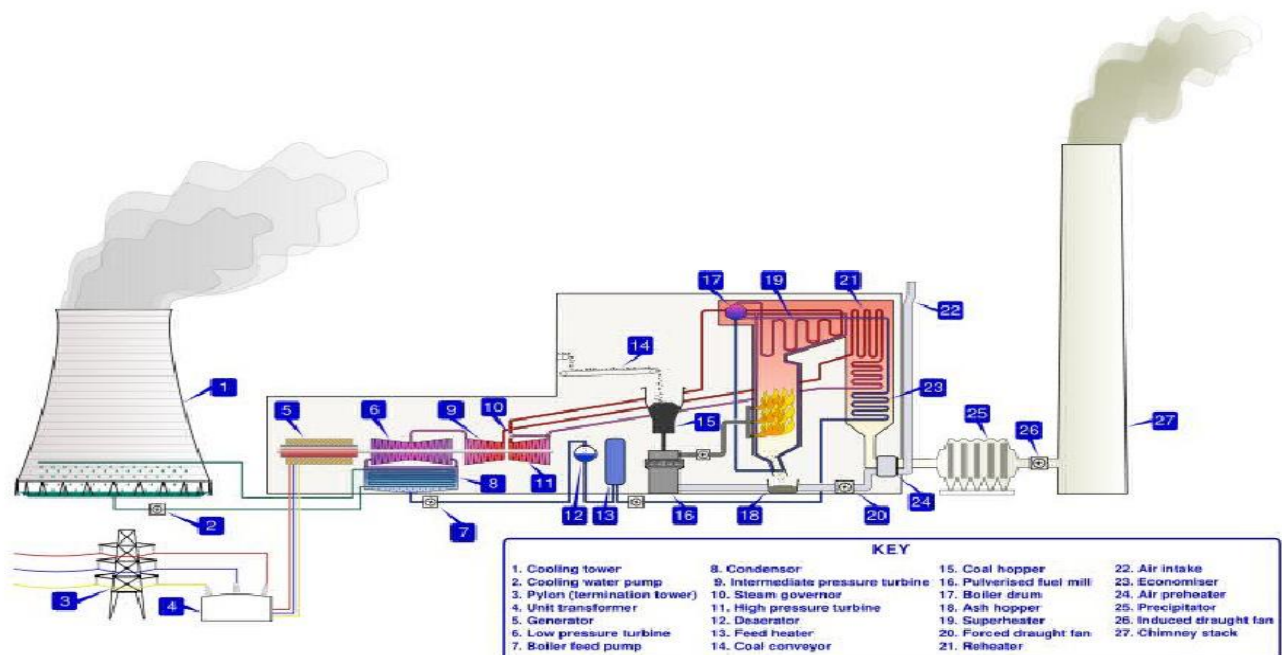 17
19
21
22
14
1
23
5
6
9
10
15
25
26
27
8
11
2
7
12
13
16
18
20
24
3
4
KEY
1. Cooling tower
2. Cooling water pump
3. Pylon (termination tower)
4. Unit transformer
5. Generator
6. Low pressure turbine
7. Boiler feed pump
8. Condensor
9. Intermediate pressure turbine
10. Steam governor
11. High pressure turbine
12. Deaerator
13. Feed heater
14. Coal conveyor
15. Coal hopper
16. Pulverised fuel mill
17. Boiler drum
18. Ash hopper
19. Superheater
20. Forced draught fan
21. Reheater
22. Air intake
23. Economiser
24. Air preheater
25. Precipitator
26. Induced draught fan
27. Chimney stack